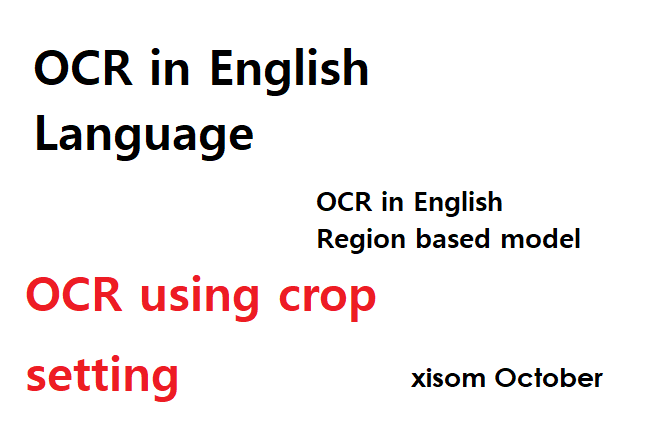 OCR in English
Language
OCR in English
Region based model
OCR using crop
setting
xisom October